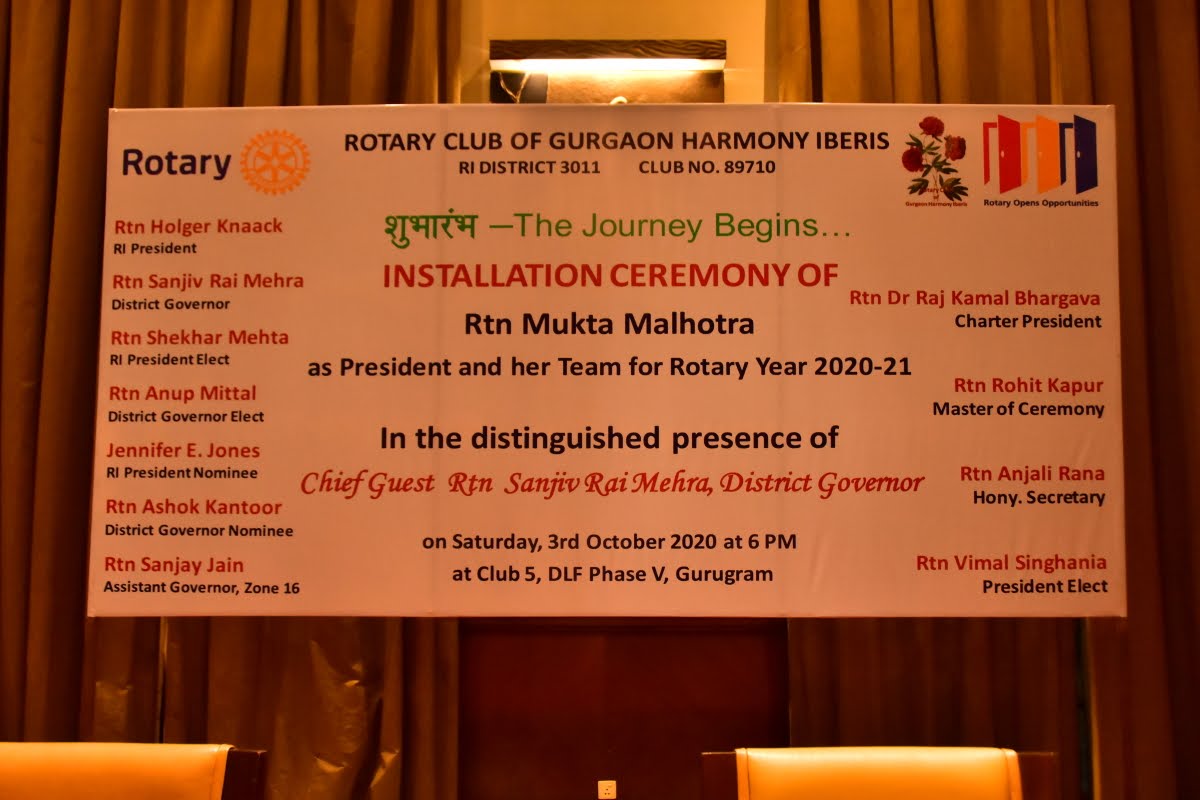 Rotary
ROTARY CLUB OF GURGAON HARMONY IBERIS
RI DISTRICT 3011 CLUB NO. 89710
Gurgaon Harmony Iberis
Rotary Opens Opportunities
Rtn Holger Knaack
RI President
Rtn Sanjiv Rai Mehra
District Governor
Rtn Shekhar Mehta
RI President Elect
Rtn Anup Mittal
District Governor Elect
Jennifer E. Jones
RI President Nominee
Rtn Ashok Kantoor
District Governor Nominee
Rtn Sanjay Jain
Assistant Governor, Zone 16
शुभारंभ –The Journey Begins...
INSTALLATION CEREMONY OF
Rtn Mukta Malhotra
as President and her Team for Rotary Year 2020-21
In the distinguished presence of
Chief Guest Rtn Sanjiv Rai Mehra, District Governor
on Saturday, 3rd October 2020 at 6 PM
at Club 5, DLF Phase V, Gurugram
Rtn Dr Raj Kamal Bhargava
Charter President
Rtn Rohit Kapur
Master of Ceremony
Rtn Anjali Rana
Hony. Secretary
Rtn Vimal Singhania
President Elect